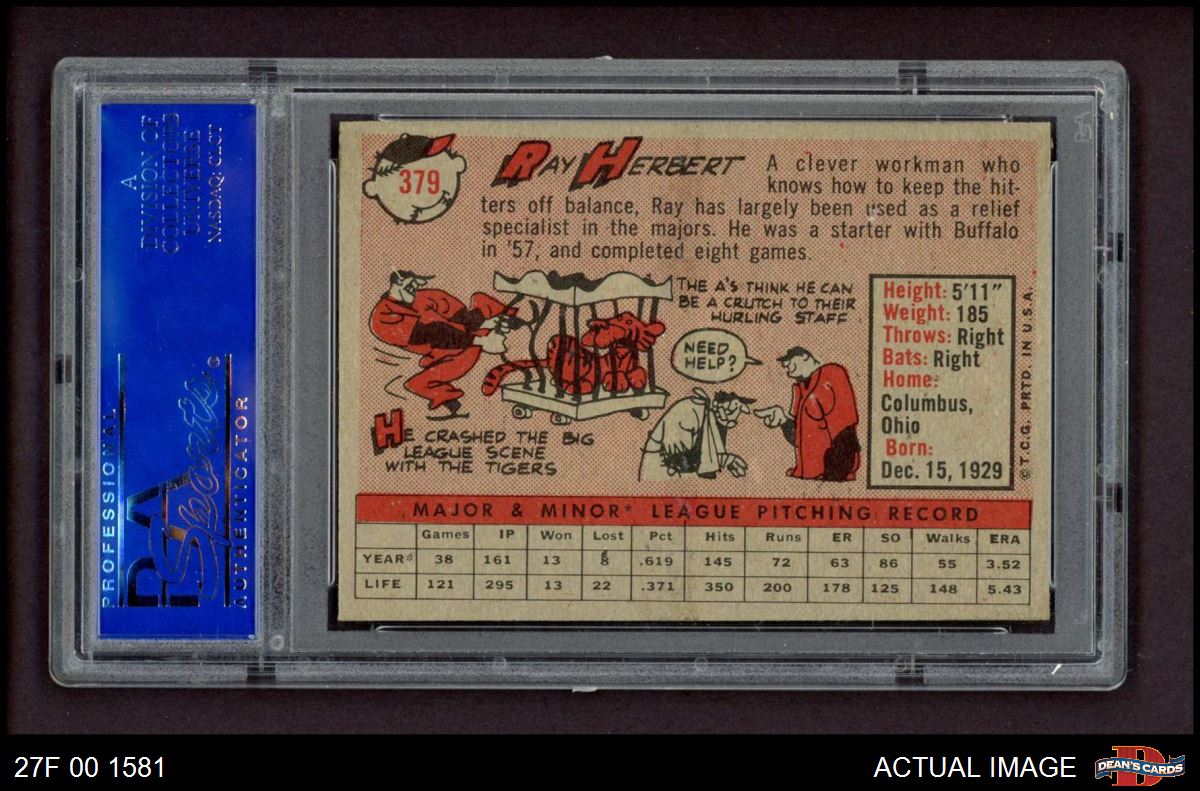 A
DIVISION OF
COLLECTORS
UNIVERSE
NASDAQ: CLCT
PROFESSIONAL
PSA
Sports
AUTHENTICATOR
379
RAY HERBERT
A clever workman who
knows how to keep the hit-
ters off balance, Ray has largely been used as a relief
specialist in the majors. He was a starter with Buffalo
in '57, and completed eight games.
HE CRASHED THE BIG
LEAGUE SCENE
WITH THE TIGERS
THE A'S THINK HE CAN
BE A CRUTCH TO THEIR
HURLING STAFF
NEED
HELP?
Height: 5'11"
Weight: 185
Throws: Right
Bats: Right
Home:
Columbus,
Ohio
Born:
Dec. 15, 1929
© T.C.G. PRTD. IN U.S.A.
MAJOR & MINOR* LEAGUE PITCHING RECORD
Games IP Won Lost Pct Hits Runs ER SO Walks ERA
YEAR* 38 161 13 8 .619 145 72 63 86 55 3.52
LIFE 121 295 13 22 .371 350 200 178 125 148 5.43
27F 00 1581
ACTUAL IMAGE
DEAN'S CARDS